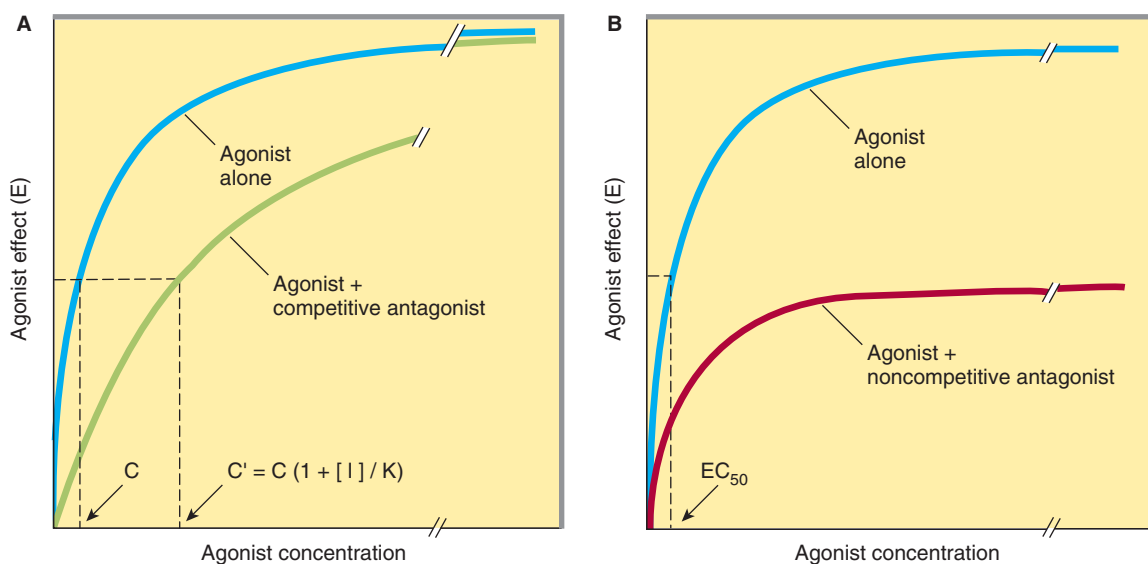 A
Agonist effect (E)
Agonist
alone
Agonist +
competitive antagonist
C
C' = C (1 + [ I ] / K)
Agonist concentration
B
Agonist effect (E)
Agonist
alone
Agonist +
noncompetitive antagonist
EC50
Agonist concentration